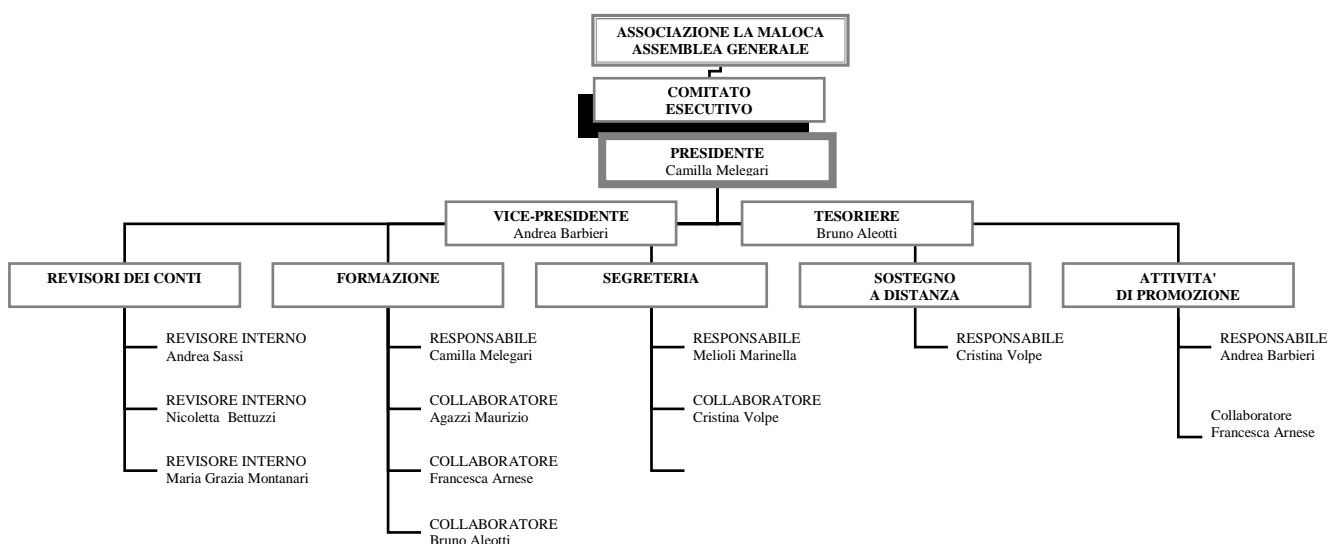 ASSOCIAZIONE LA MALOCA
ASSEMBLEA GENERALE
COMITATO
ESECUTIVO
PRESIDENTE
Camilla Melegari
VICE-PRESIDENTE
Andrea Barbieri
TESORIERE
Bruno Aleotti
REVISORI DEI CONTI
REVISORE INTERNO
Andrea Sassi
REVISORE INTERNO
Nicoletta Bettuzzi
REVISORE INTERNO
Maria Grazia Montanari
FORMAZIONE
RESPONSABILE
Camilla Melegari
COLLABORATORE
Agazzi Maurizio
COLLABORATORE
Francesca Arnese
COLLABORATORE
Bruno Aleotti
SEGRETERIA
RESPONSABILE
Melioli Marinella
COLLABORATORE
Cristina Volpe
SOSTEGNO
A DISTANZA
RESPONSABILE
Cristina Volpe
ATTIVITA'
DI PROMOZIONE
RESPONSABILE
Andrea Barbieri
Collaboratore
Francesca Arnese